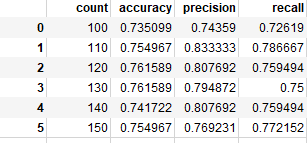 count accuracy precision recall
0 100 0.735099 0.74359 0.72619
1 110 0.754967 0.833333 0.786667
2 120 0.761589 0.807692 0.759494
3 130 0.761589 0.794872 0.75
4 140 0.741722 0.807692 0.759494
5 150 0.754967 0.769231 0.772152